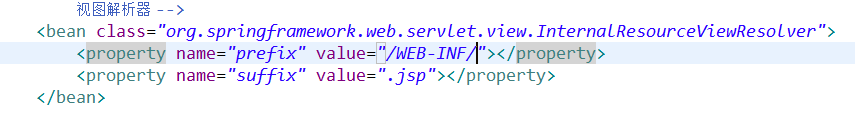 视图解析器 -->
<bean class="org.springframework.web.servlet.view.InternalResourceViewResolver">
<property name="prefix" value="/WEB-INF/"></property>
<property name="suffix" value=".jsp"></property>
</bean>